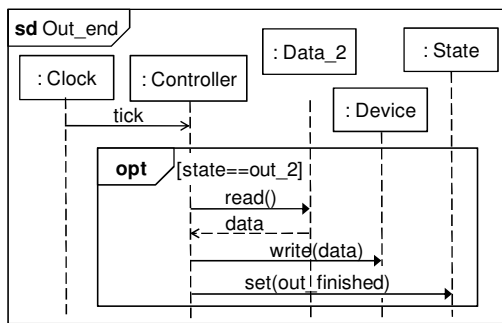 sd Out_end
: Clock
: Controller
: Data_2
: State
: Device
tick
opt
[state==out_2]
read()
data
write(data)
set(out_finished)